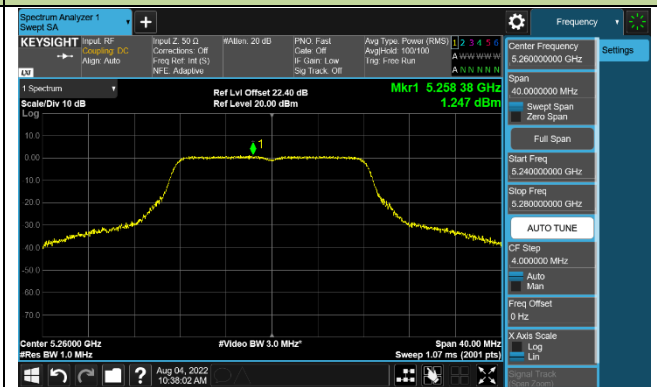 Spectrum Analyzer 1
Swept SA
Frequency
KEYSIGHT
Input: RF
Coupling: DC
Align: Auto
Input Z: 50 Ω
Corrections: Off
Freq Ref: Int (S)
NFE: Adaptive
#Atten: 20 dB
PNO: Fast
Gate: Off
IF Gain: Low
Sig Track: Off
Avg Type: Power (RMS)
Avg|Hold: 100/100
Trig: Free Run
1 2 3 4 5 6
A W W W W W
A N N N N N
LXI
1 Spectrum
Scale/Div 10 dB
Log
Ref Lvl Offset 22.40 dB
Ref Level 20.00 dBm
Mkr1 5.258 38 GHz
1.247 dBm
1
10.0
0.00
-10.0
-20.0
-30.0
-40.0
-50.0
-60.0
-70.0
Center 5.26000 GHz
#Res BW 1.0 MHz
#Video BW 3.0 MHz*
Span 40.00 MHz
Sweep 1.07 ms (2001 pts)
Aug 04, 2022
10:38:02 AM
?
Center Frequency
5.260000000 GHz
Settings
Span
40.0000000 MHz
Swept Span
Zero Span
Full Span
Start Freq
5.240000000 GHz
Stop Freq
5.280000000 GHz
AUTO TUNE
CF Step
4.000000 MHz
Auto
Man
Freq Offset
0 Hz
X Axis Scale
Log
Lin
Signal Track
(Span Zoom)